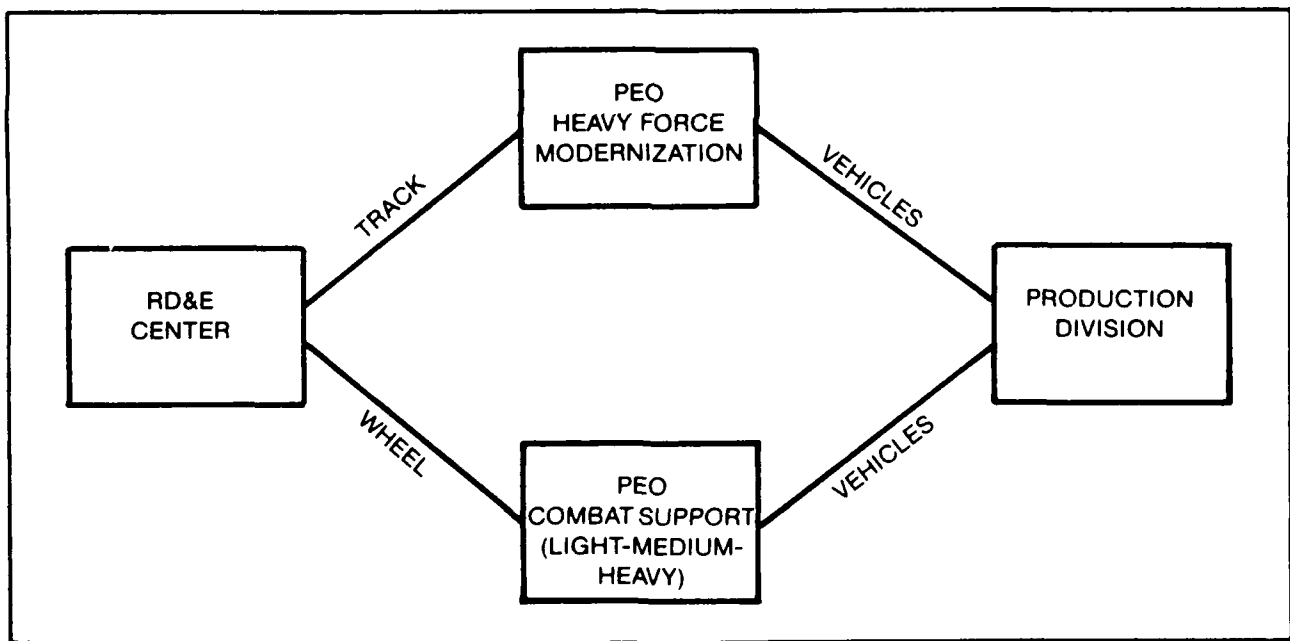 PEO
HEAVY FORCE
MODERNIZATION
TRACK
VEHICLES
RD&E
CENTER
PRODUCTION
DIVISION
WHEEL
VEHICLES
PEO
COMBAT SUPPORT
(LIGHT-MEDIUM-
HEAVY)